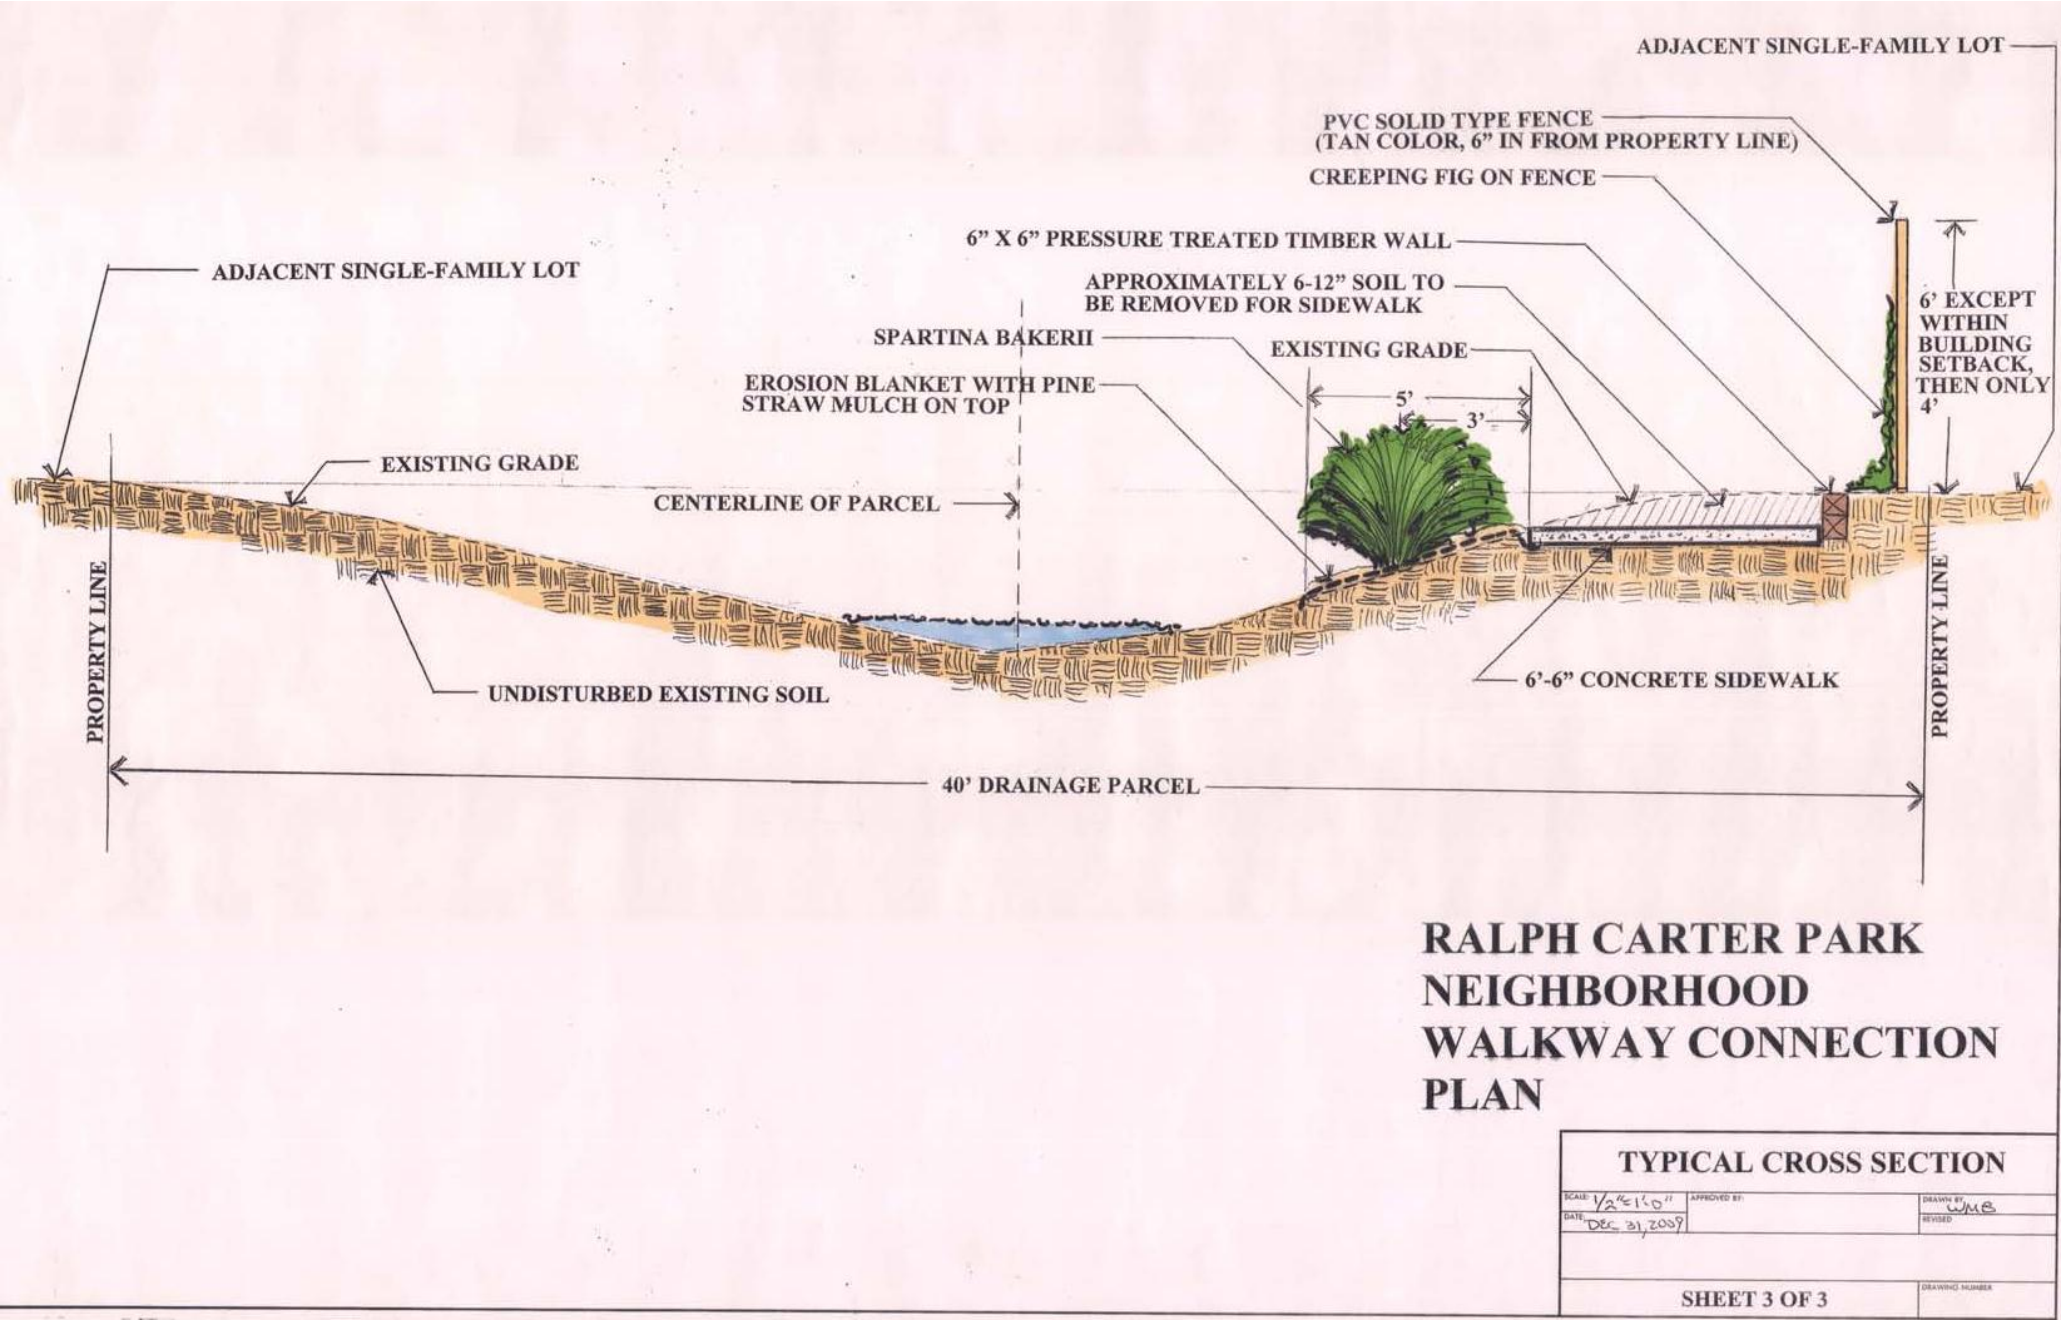 ADJACENT SINGLE-FAMILY LOT
PVC SOLID TYPE FENCE
(TAN COLOR, 6” IN FROM PROPERTY LINE)
CREEPING FIG ON FENCE
6” X 6” PRESSURE TREATED TIMBER WALL
ADJACENT SINGLE-FAMILY LOT
APPROXIMATELY 6-12” SOIL TO
BE REMOVED FOR SIDEWALK
6’ EXCEPT
WITHIN
BUILDING
SETBACK,
THEN ONLY
4’
SPARTINA BAKERII
EXISTING GRADE
EROSION BLANKET WITH PINE
STRAW MULCH ON TOP
5’
3’
EXISTING GRADE
CENTERLINE OF PARCEL
PROPERTY LINE
PROPERTY LINE
UNDISTURBED EXISTING SOIL
6’-6” CONCRETE SIDEWALK
40’ DRAINAGE PARCEL
RALPH CARTER PARK
NEIGHBORHOOD
WALKWAY CONNECTION
PLAN
TYPICAL CROSS SECTION
SCALE: 1/2"=1'-0"
APPROVED BY:
DRAWN BY WMB
DATE: DEC 31, 2009
REVISED
SHEET 3 OF 3
DRAWING NUMBER